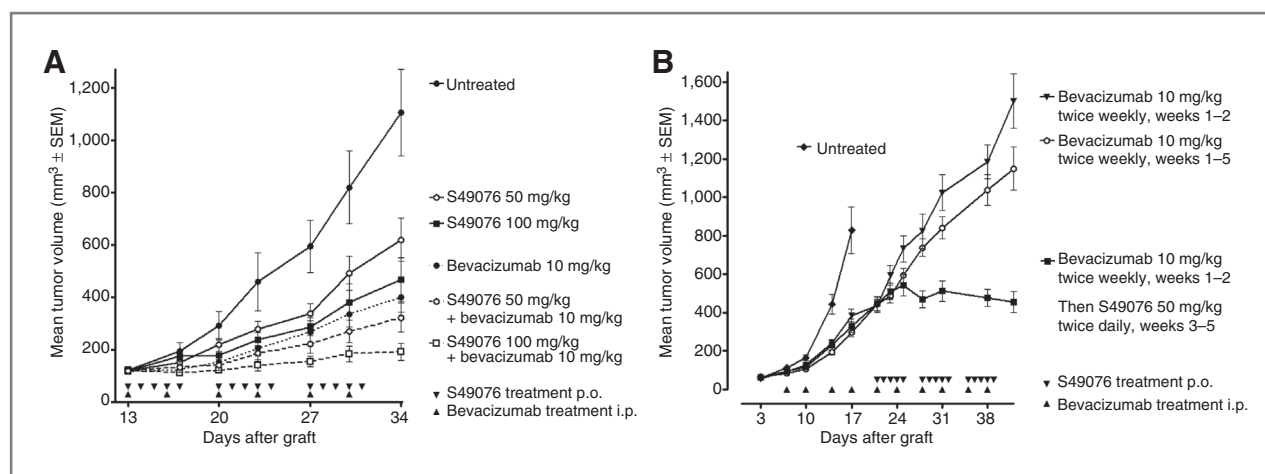 A
Mean tumor volume (mm³ ± SEM)
1,200
1,000
800
600
400
200
0
13
20
27
34
Days after graft
Untreated
S49076 50 mg/kg
S49076 100 mg/kg
Bevacizumab 10 mg/kg
S49076 50 mg/kg
+ bevacizumab 10 mg/kg
S49076 100 mg/kg
+ bevacizumab 10 mg/kg
S49076 treatment p.o.
Bevacizumab treatment i.p.
B
Mean tumor volume (mm³ ± SEM)
1,600
1,400
1,200
1,000
800
600
400
200
0
3
10
17
24
31
38
Days after graft
Untreated
Bevacizumab 10 mg/kg
twice weekly, weeks 1–2
Bevacizumab 10 mg/kg
twice weekly, weeks 1–5
Bevacizumab 10 mg/kg
twice weekly, weeks 1–2
Then S49076 50 mg/kg
twice daily, weeks 3–5
S49076 treatment p.o.
Bevacizumab treatment i.p.